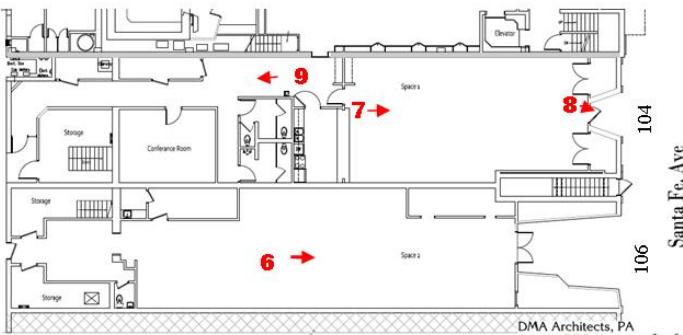 Elevator
9
Space 1
7
8
104
Storage
Conferance Room
Santa Fe. Ave
Storage
6
Space 2
106
Storage
DMA Architects, PA